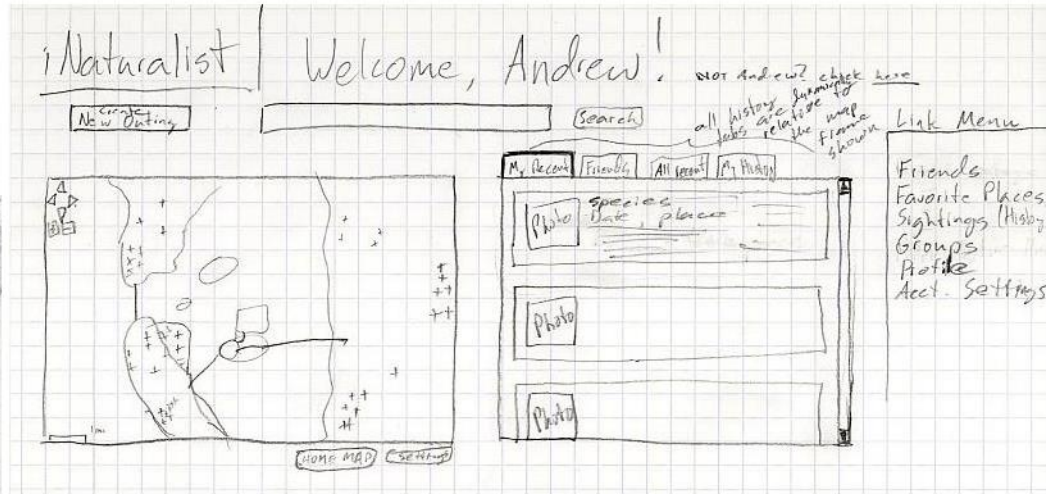 iNaturalist
Welcome, Andrew!
Not Andrew? click here
Create
New Outing
Search
all history
tabs are
relative to
the map
frame
shown
My Recent
Friends
All recent
My History
Photo
species
Date, place
Photo
Photo
1mi
HOME MAP
Settings
Link Menu
Friends
Favorite Places
Sightings (History
Groups
Profile
Acct. Settings